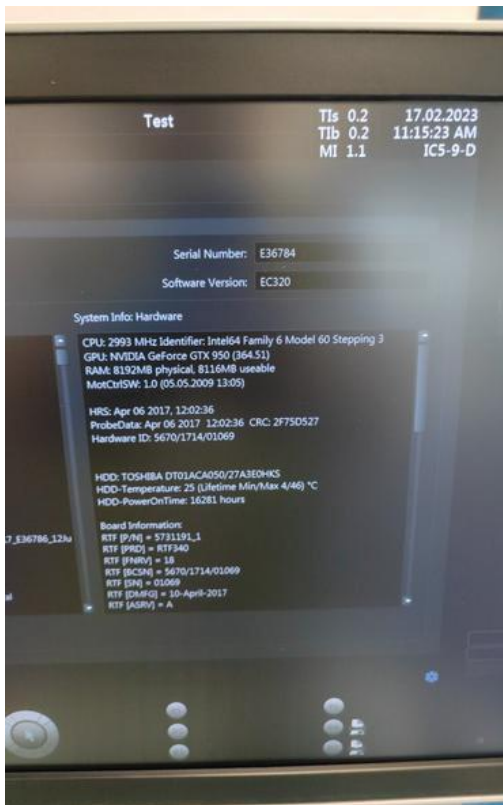 Test
TIs 0.2
TIb 0.2
MI 1.1
17.02.2023
11:15:23 AM
IC5-9-D
Serial Number: E36784
Software Version: EC320
System Info: Hardware
CPU: 2993 MHz Identifier: Intel64 Family 6 Model 60 Stepping 3
GPU: NVIDIA GeForce GTX 950 (364.51)
RAM: 8192MB physical, 8116MB useable
MotCtrlSW: 1.0 (05.05.2009 13:05)
HRS: Apr 06 2017, 12:02:36
ProbeData: Apr 06 2017 12:02:36 CRC: 2F75D527
Hardware ID: 5670/1714/01069
HDD: TOSHIBA DT01ACA050/27A3E0HKS
HDD-Temperature: 25 (Lifetime Min/Max 4/46) °C
HDD-PowerOnTime: 16281 hours
Board Information:
RTF [P/N] = 5731191_1
RTF [PRD] = RTF340
RTF [FNRV] = 18
RTF [BCSN] = 5670/1714/01069
RTF [SN] = 01069
RTF [DMFG] = 10-April-2017
RTF [ASRV] = A